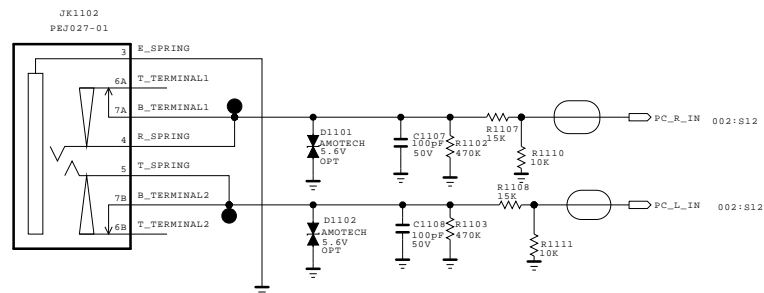 JK1102
PEJ027-01
3 E_SPRING
6A T_TERMINAL1
7A B_TERMINAL1
4 R_SPRING
5 T_SPRING
7B B_TERMINAL2
6B T_TERMINAL2
D1101
AMOTECH
5.6V
OPT
C1107
100pF
50V
R1102
470K
R1107
15K
R1110
10K
PC_R_IN 002:S12
D1102
AMOTECH
5.6V
OPT
C1108
100pF
50V
R1103
470K
R1108
15K
R1111
10K
PC_L_IN 002:S12